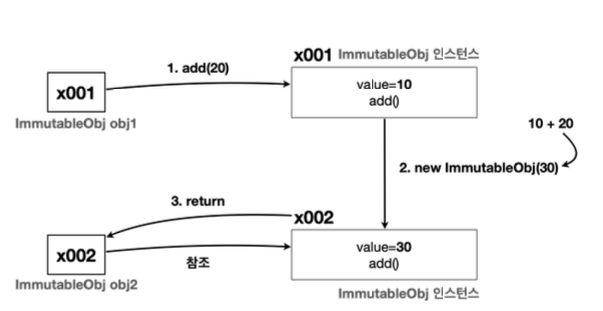 x001 ImmutableObj 인스턴스
1. add(20)
x001
value=10
add()
ImmutableObj obj1
10 + 20
2. new ImmutableObj(30)
3. return
x002
x002
value=30
add()
참조
ImmutableObj obj2
ImmutableObj 인스턴스